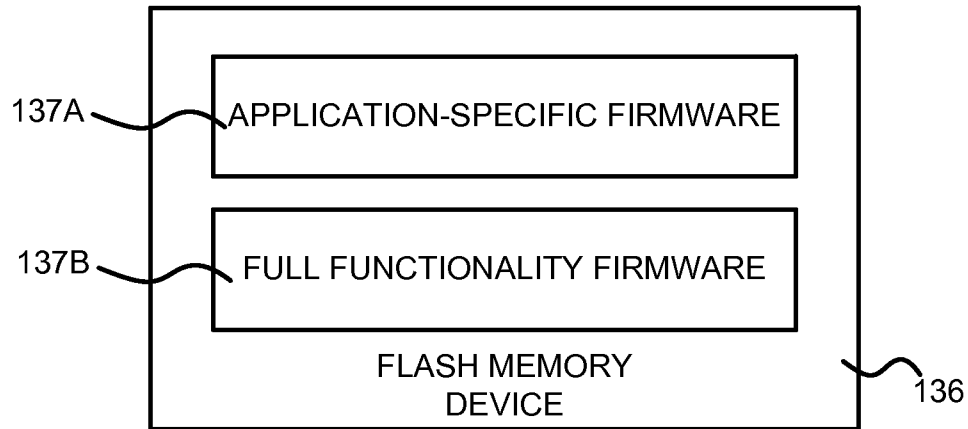 137A
APPLICATION-SPECIFIC FIRMWARE
137B
FULL FUNCTIONALITY FIRMWARE
FLASH MEMORY
DEVICE
136